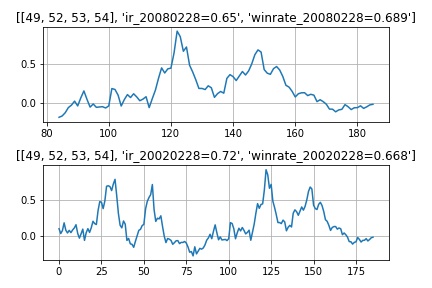 [[49, 52, 53, 54], 'ir_20080228=0.65', 'winrate_20080228=0.689']
0.5
0.0
80 100 120 140 160 180
[[49, 52, 53, 54], 'ir_20020228=0.72', 'winrate_20020228=0.668']
0.5
0.0
0 25 50 75 100 125 150 175